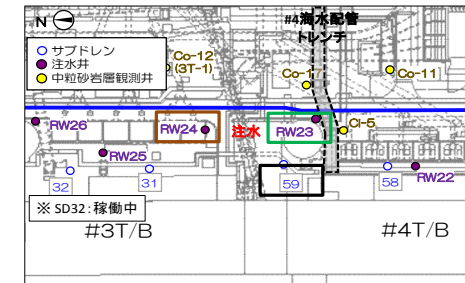 N
サブドレン
注水井
中粒砂岩層観測井
#4海水配管
トレンチ
Co-12
(3T-1)
Co-17
Co-11
RW26
RW24
注水
RW23
Ci-5
RW25
32
31
59
58
RW22
※ SD32:稼働中
#3T/B
#4T/B